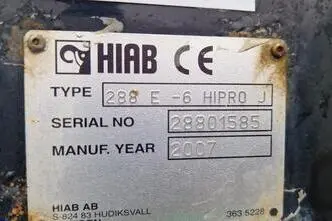 HIAB CE
TYPE 288 E -6 HIPRO J
SERIAL NO 28801585
MANUF. YEAR 2007
HIAB AB
S-824 83 HUDIKSVALL 363 5228